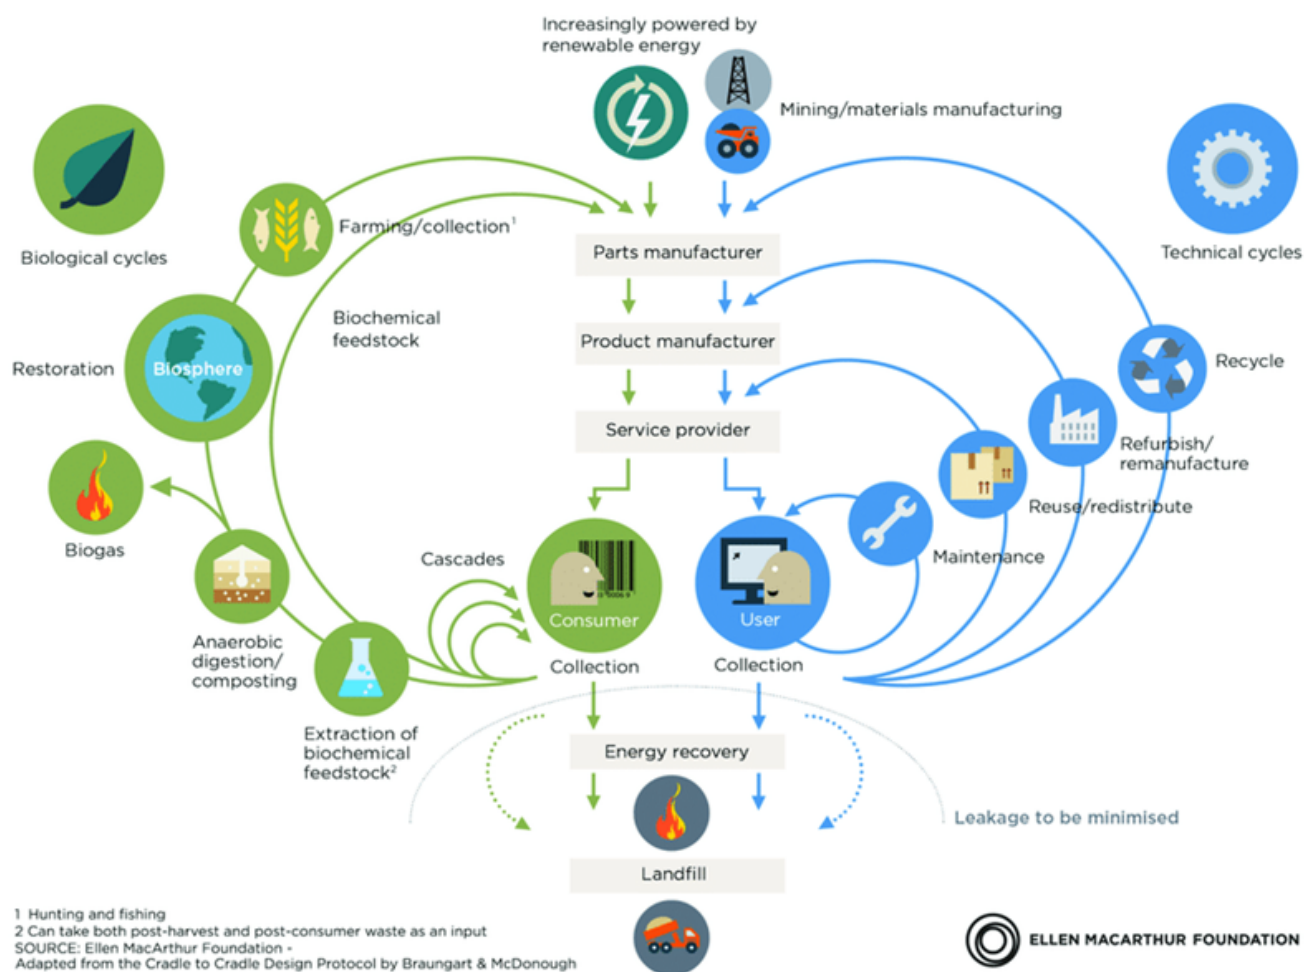 Increasingly powered by
renewable energy
Mining/materials manufacturing
Biological cycles
Farming/collection¹
Technical cycles
Parts manufacturer
Biochemical
feedstock
Product manufacturer
Restoration
Biosphere
Recycle
Service provider
Refurbish/
remanufacture
Reuse/redistribute
Biogas
Cascades
Maintenance
Consumer
User
Anaerobic
digestion/
composting
Collection
Collection
Extraction of
biochemical
feedstock²
Energy recovery
Leakage to be minimised
Landfill
1 Hunting and fishing
2 Can take both post-harvest and post-consumer waste as an input
SOURCE: Ellen MacArthur Foundation -
Adapted from the Cradle to Cradle Design Protocol by Braungart & McDonough
ELLEN MACARTHUR FOUNDATION